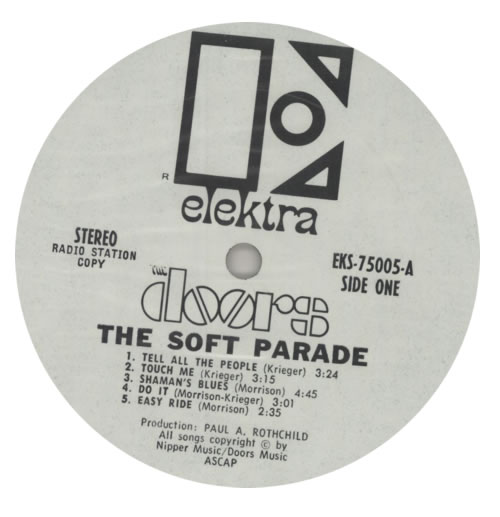 R
elektra
STEREO
RADIO STATION
COPY
EKS-75005-A
SIDE ONE
THE
doors
THE SOFT PARADE
1. TELL ALL THE PEOPLE (Krieger) 3:24
2. TOUCH ME (Krieger) 3:15
3. SHAMAN'S BLUES (Morrison) 4:45
4. DO IT (Morrison-Krieger) 3:01
5. EASY RIDE (Morrison) 2:35
Production: PAUL A. ROTHCHILD
All songs copyright © by
Nipper Music/Doors Music
ASCAP